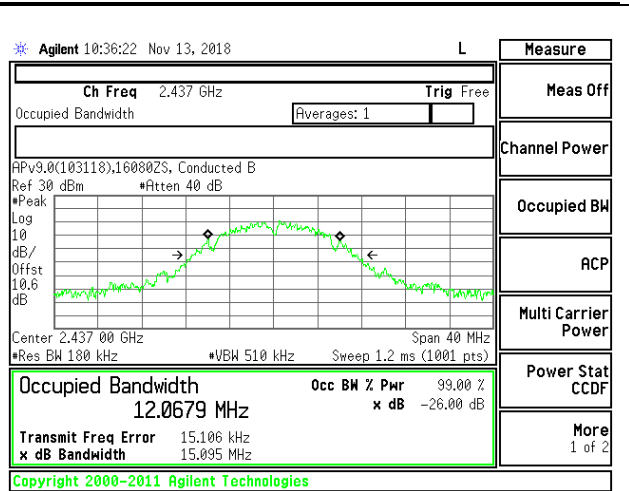 Agilent 10:36:22 Nov 13, 2018 L Measure
Ch Freq 2.437 GHz Trig Free
Occupied Bandwidth Averages: 1
Meas Off
Channel Power
Occupied BW
ACP
Multi Carrier
Power
Power Stat
CCDF
More
1 of 2
APv9.0(103118),16080ZS, Conducted B
Ref 30 dBm #Atten 40 dB
#Peak
Log
10
dB/
Offst
10.6
dB
Center 2.437 00 GHz Span 40 MHz
#Res BW 180 kHz #VBW 510 kHz Sweep 1.2 ms (1001 pts)
Occupied Bandwidth Occ BW % Pwr 99.00 %
12.0679 MHz x dB -26.00 dB
Transmit Freq Error 15.106 kHz
x dB Bandwidth 15.095 MHz
Copyright 2000-2011 Agilent Technologies